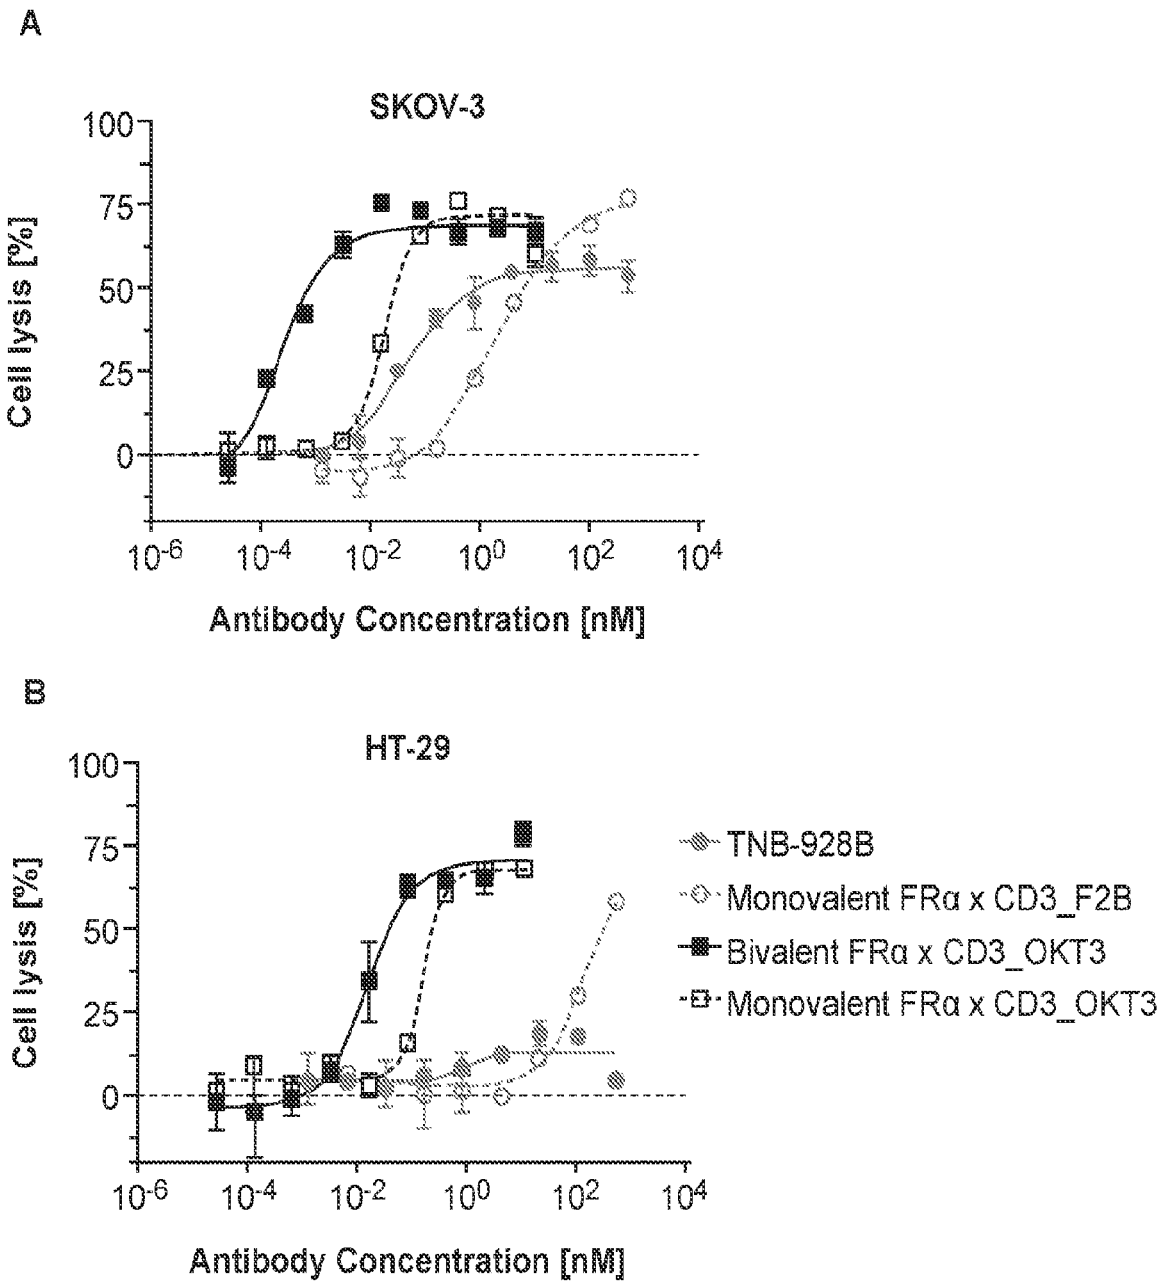 A
SKOV-3
100
75
50
25
0
Cell lysis [%]
10-6 10-4 10-2 100 102 104
Antibody Concentration [nM]
B
HT-29
100
75
50
25
0
Cell lysis [%]
10-6 10-4 10-2 100 102 104
Antibody Concentration [nM]
TNB-928B
Monovalent FRα x CD3_F2B
Bivalent FRα x CD3_OKT3
Monovalent FRα x CD3_OKT3